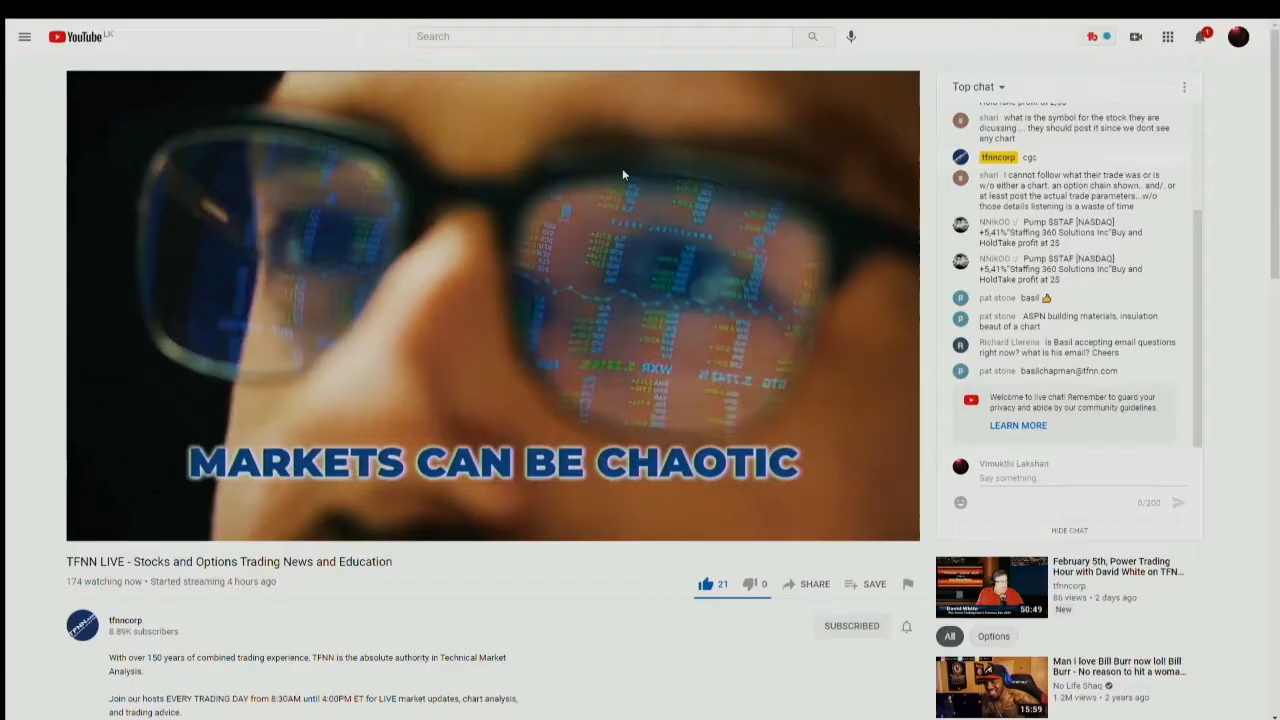 YouTube LK
Search
1
Top chat
shari what is the symbol for the stock they are
dicussing.... they should post it since we dont see
any chart
tfnncorp cgc
shari I cannot follow what their trade was or is
w/o either a chart. an option chain shown.. and/. or
at least post the actual trade parameters...w/o
those details listening is a waste of time
NNikOO :/ Pump $STAF [NASDAQ]
+5,41%"Staffing 360 Solutions Inc"Buy and
HoldTake profit at 2$
NNikOO :/ Pump $STAF [NASDAQ]
+5,41%"Staffing 360 Solutions Inc"Buy and
HoldTake profit at 2$
pat stone basil 👍
pat stone ASPN building materials, insulation
beaut of a chart
Richard Llerena is Basil accepting email questions
right now? what is his email? Cheers
pat stone basilchapman@tfnn.com
Welcome to live chat! Remember to guard your
privacy and abide by our community guidelines.
LEARN MORE
Vimukthi Lakshan
Say something...
0/200
HIDE CHAT
MARKETS CAN BE CHAOTIC
TFNN LIVE - Stocks and Options Trading News and Education
174 watching now • Started streaming 4 hours ago
21 0 SHARE SAVE
tfnncorp
8.89K subscribers
SUBSCRIBED
With over 150 years of combined trading experience, TFNN is the absolute authority in Technical Market
Analysis.
Join our hosts EVERY TRADING DAY from 8:30AM until 4:00PM ET for LIVE market updates, chart analysis,
and trading advice.
February 5th, Power Trading
Hour with David White on TFN...
tfnncorp.
86 views • 2 days ago
New
David White
50:49
All Options
Man i love Bill Burr now lol! Bill
Burr - No reason to hit a woma...
No Life Shaq
1.2M views • 2 years ago
15:59